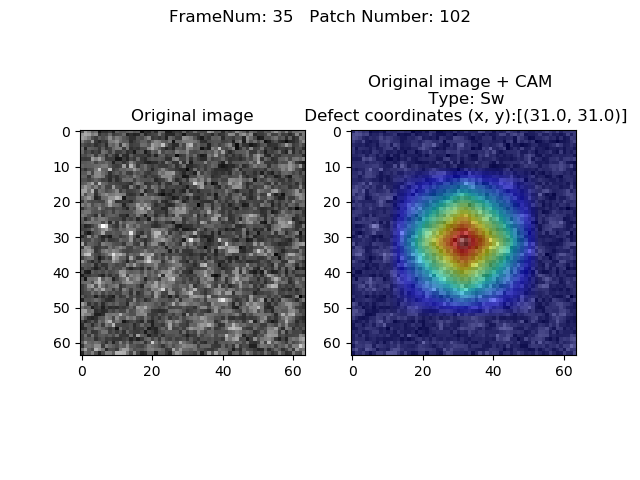 FrameNum: 35   Patch Number: 102
Original image
Original image + CAM
Type: Sw
Defect coordinates (x, y):[(31.0, 31.0)]
0
10
20
30
40
50
60
0 20 40 60
0
10
20
30
40
50
60
0 20 40 60